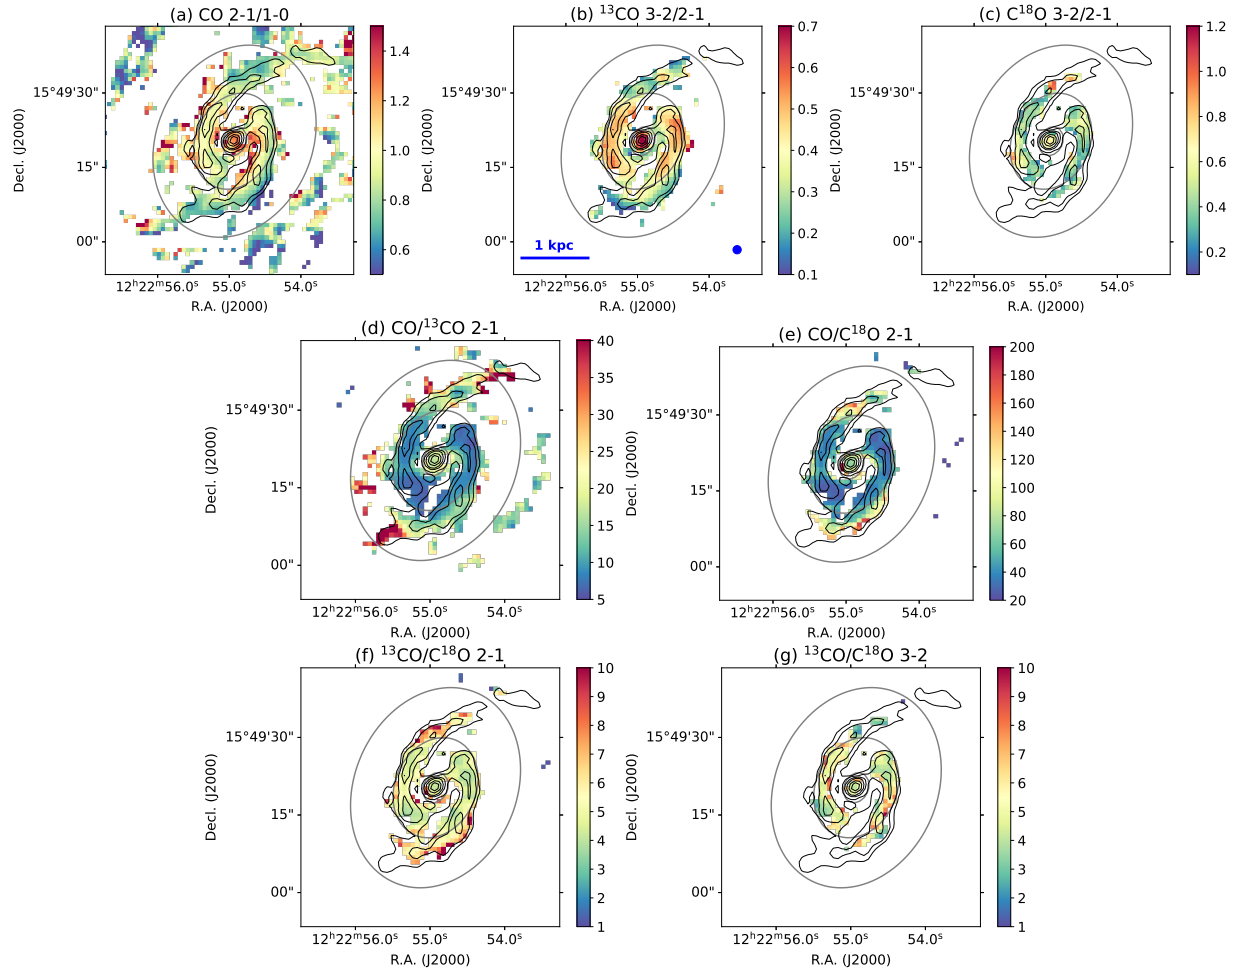 (a) CO 2-1/1-0
15°49'30"
15"
00"
Decl. (J2000)
12ʰ22ᵐ56.0ˢ 55.0ˢ 54.0ˢ
R.A. (J2000)
1.4
1.2
1.0
0.8
0.6
(b) ¹³CO 3-2/2-1
Decl. (J2000)
1 kpc
12ʰ22ᵐ56.0ˢ 55.0ˢ 54.0ˢ
R.A. (J2000)
0.7
0.6
0.5
0.4
0.3
0.2
0.1
(c) C¹⁸O 3-2/2-1
15°49'30"
15"
00"
Decl. (J2000)
12ʰ22ᵐ56.0ˢ 55.0ˢ 54.0ˢ
R.A. (J2000)
1.2
1.0
0.8
0.6
0.4
0.2
(d) CO/¹³CO 2-1
15°49'30"
15"
00"
Decl. (J2000)
12ʰ22ᵐ56.0ˢ 55.0ˢ 54.0ˢ
R.A. (J2000)
40
35
30
25
20
15
10
5
(e) CO/C¹⁸O 2-1
15°49'30"
15"
00"
Decl. (J2000)
12ʰ22ᵐ56.0ˢ 55.0ˢ 54.0ˢ
R.A. (J2000)
200
180
160
140
120
100
80
60
40
20
(f) ¹³CO/C¹⁸O 2-1
15°49'30"
15"
00"
Decl. (J2000)
12ʰ22ᵐ56.0ˢ 55.0ˢ 54.0ˢ
R.A. (J2000)
10
9
8
7
6
5
4
3
2
1
(g) ¹³CO/C¹⁸O 3-2
15°49'30"
15"
00"
Decl. (J2000)
12ʰ22ᵐ56.0ˢ 55.0ˢ 54.0ˢ
R.A. (J2000)
10
9
8
7
6
5
4
3
2
1